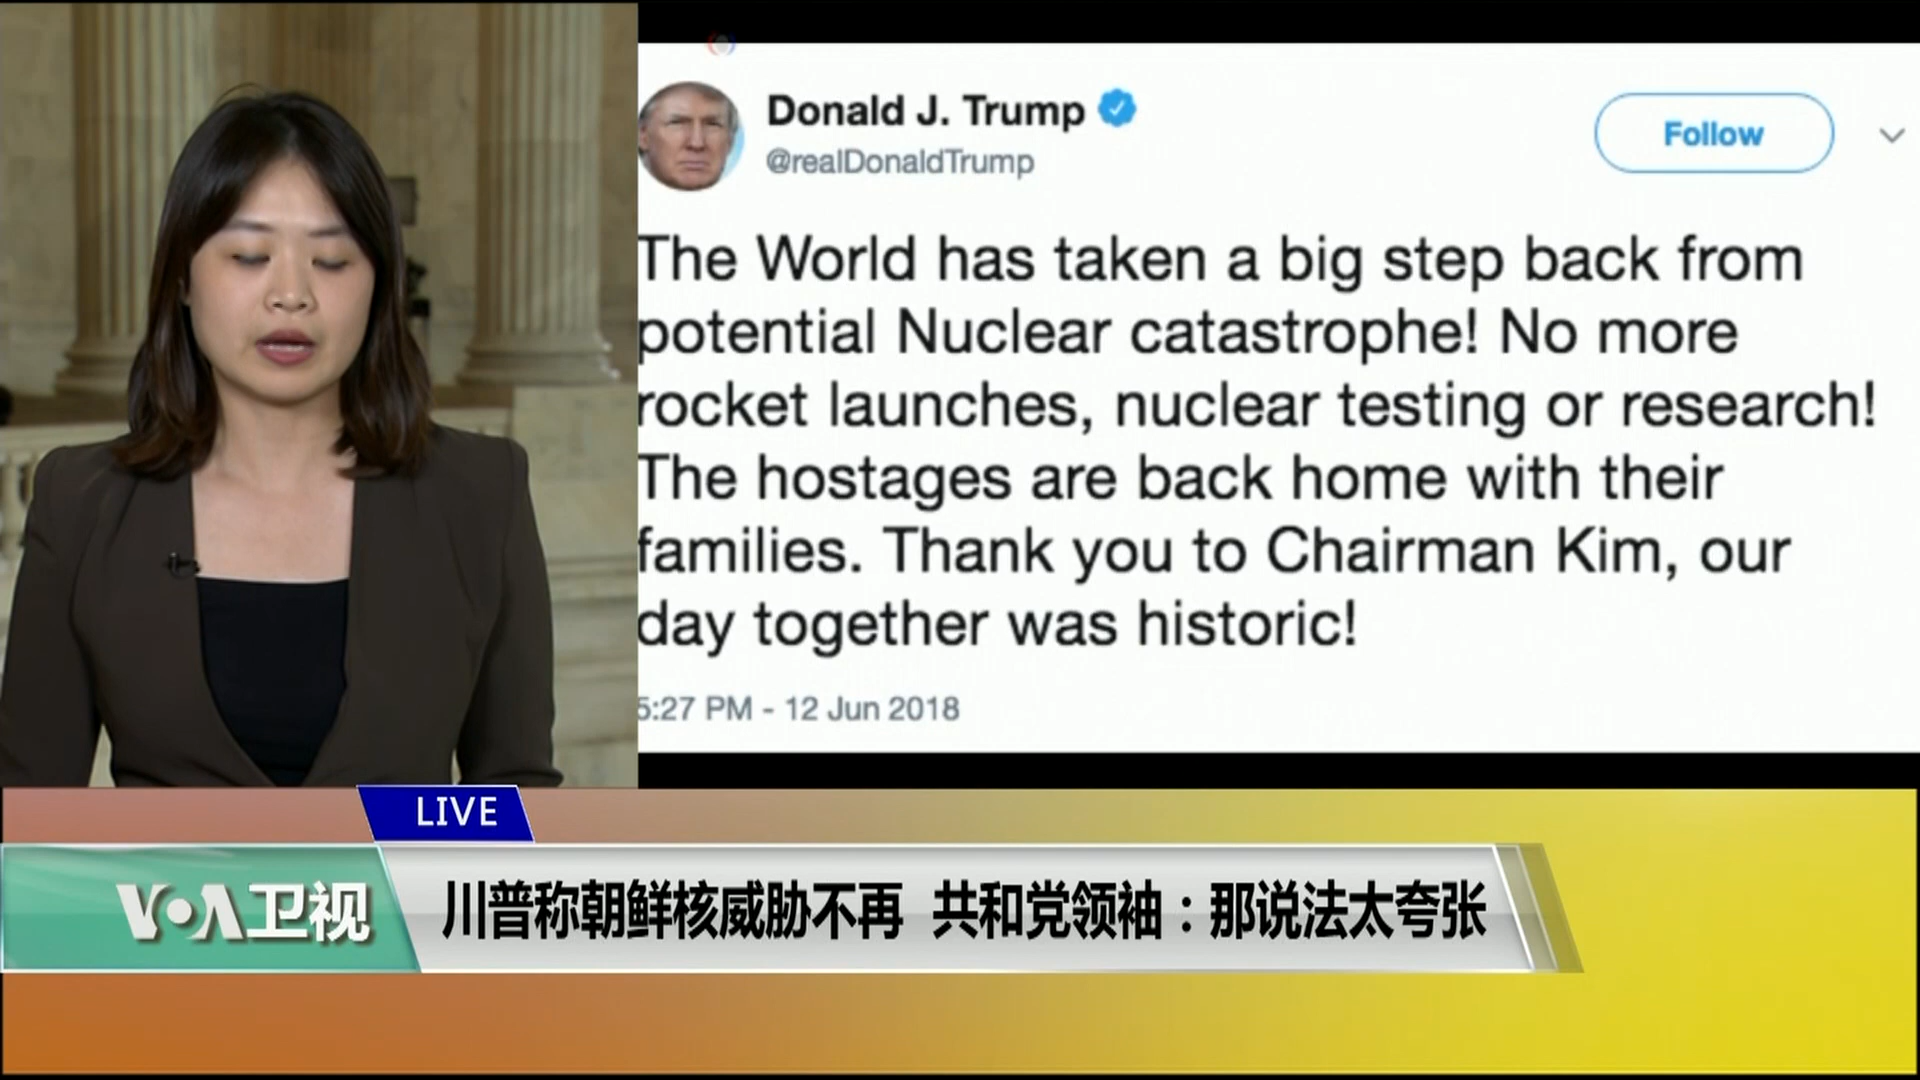 Donald J. Trump
@realDonaldTrump
Follow
The World has taken a big step back from
potential Nuclear catastrophe! No more
rocket launches, nuclear testing or research!
The hostages are back home with their
families. Thank you to Chairman Kim, our
day together was historic!
5:27 PM - 12 Jun 2018
LIVE
VOA卫视
川普称朝鲜核威胁不再 共和党领袖：那说法太夸张